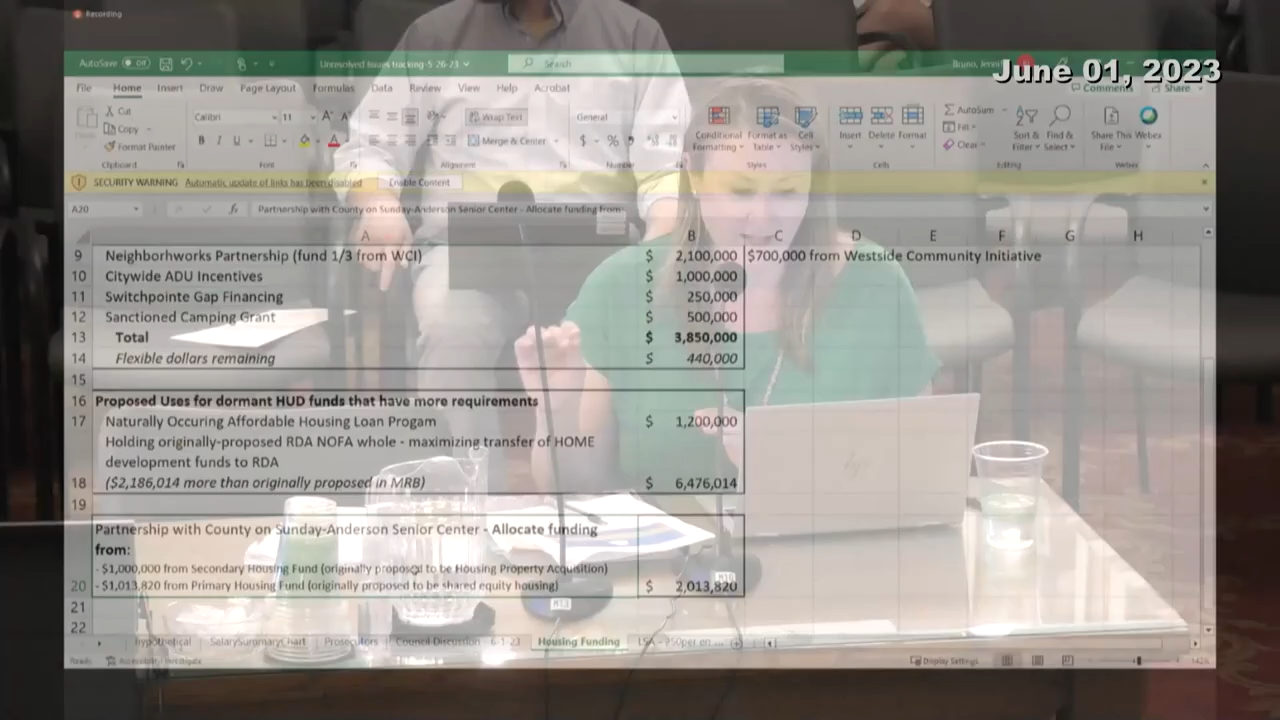 Recording
June 01, 2023
AutoSave Off
Unresolved Issues tracking-5-26-23
Search
File Home Insert Draw Page Layout Formulas Data Review View Help Acrobat
Comments Share
Cut
Copy
Format Painter
Clipboard
Calibri 11
Font
Wrap Text
Merge & Center
Alignment
General
Number
Conditional Formatting
Format as Table
Cell Styles
Styles
Insert Delete Format
Cells
AutoSum
Fill
Clear
Sort & Filter
Find & Select
Editing
Share This File
Webex
Webex
SECURITY WARNING Automatic update of links has been disabled Enable Content
A20 fx Partnership with County on Sunday-Anderson Senior Center - Allocate funding from:
A B C D E F G H
9 Neighborworks Partnership (fund 1/3 from WCI) $ 2,100,000 $700,000 from Westside Community Initiative
10 Citywide ADU Incentives $ 1,000,000
11 Switchpointe Gap Financing $ 250,000
12 Sanctioned Camping Grant $ 500,000
13 Total $ 3,850,000
14 Flexible dollars remaining $ 440,000
15
16 Proposed Uses for dormant HUD funds that have more requirements
17 Naturally Occuring Affordable Housing Loan Progam $ 1,200,000
Holding originally-proposed RDA NOFA whole - maximizing transfer of HOME
development funds to RDA
18 ($2,186,014 more than originally proposed in MRB) $ 6,476,014
19
Partnership with County on Sunday-Anderson Senior Center - Allocate funding
from:
- $1,000,000 from Secondary Housing Fund (originally proposal to be Housing Property Acquisition)
20 - $1,013,820 from Primary Housing Fund (originally proposed to be shared equity housing) $ 2,013,820
21
22
hypothetical SalarySummaryChart Prosecutors Council Discussion - 6-1-23 Housing Funding
Ready
Display Settings
142%